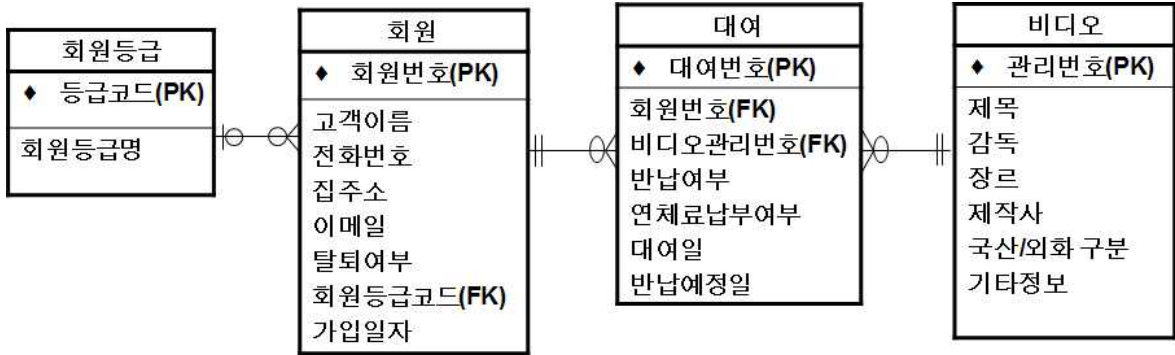 회원등급
♦ 등급코드(PK)
회원등급명
회원
♦ 회원번호(PK)
고객이름
전화번호
집주소
이메일
탈퇴여부
회원등급코드(FK)
가입일자
대여
♦ 대여번호(PK)
회원번호(FK)
비디오관리번호(FK)
반납여부
연체료납부여부
대여일
반납예정일
비디오
♦ 관리번호(PK)
제목
감독
장르
제작사
국산/외화 구분
기타정보